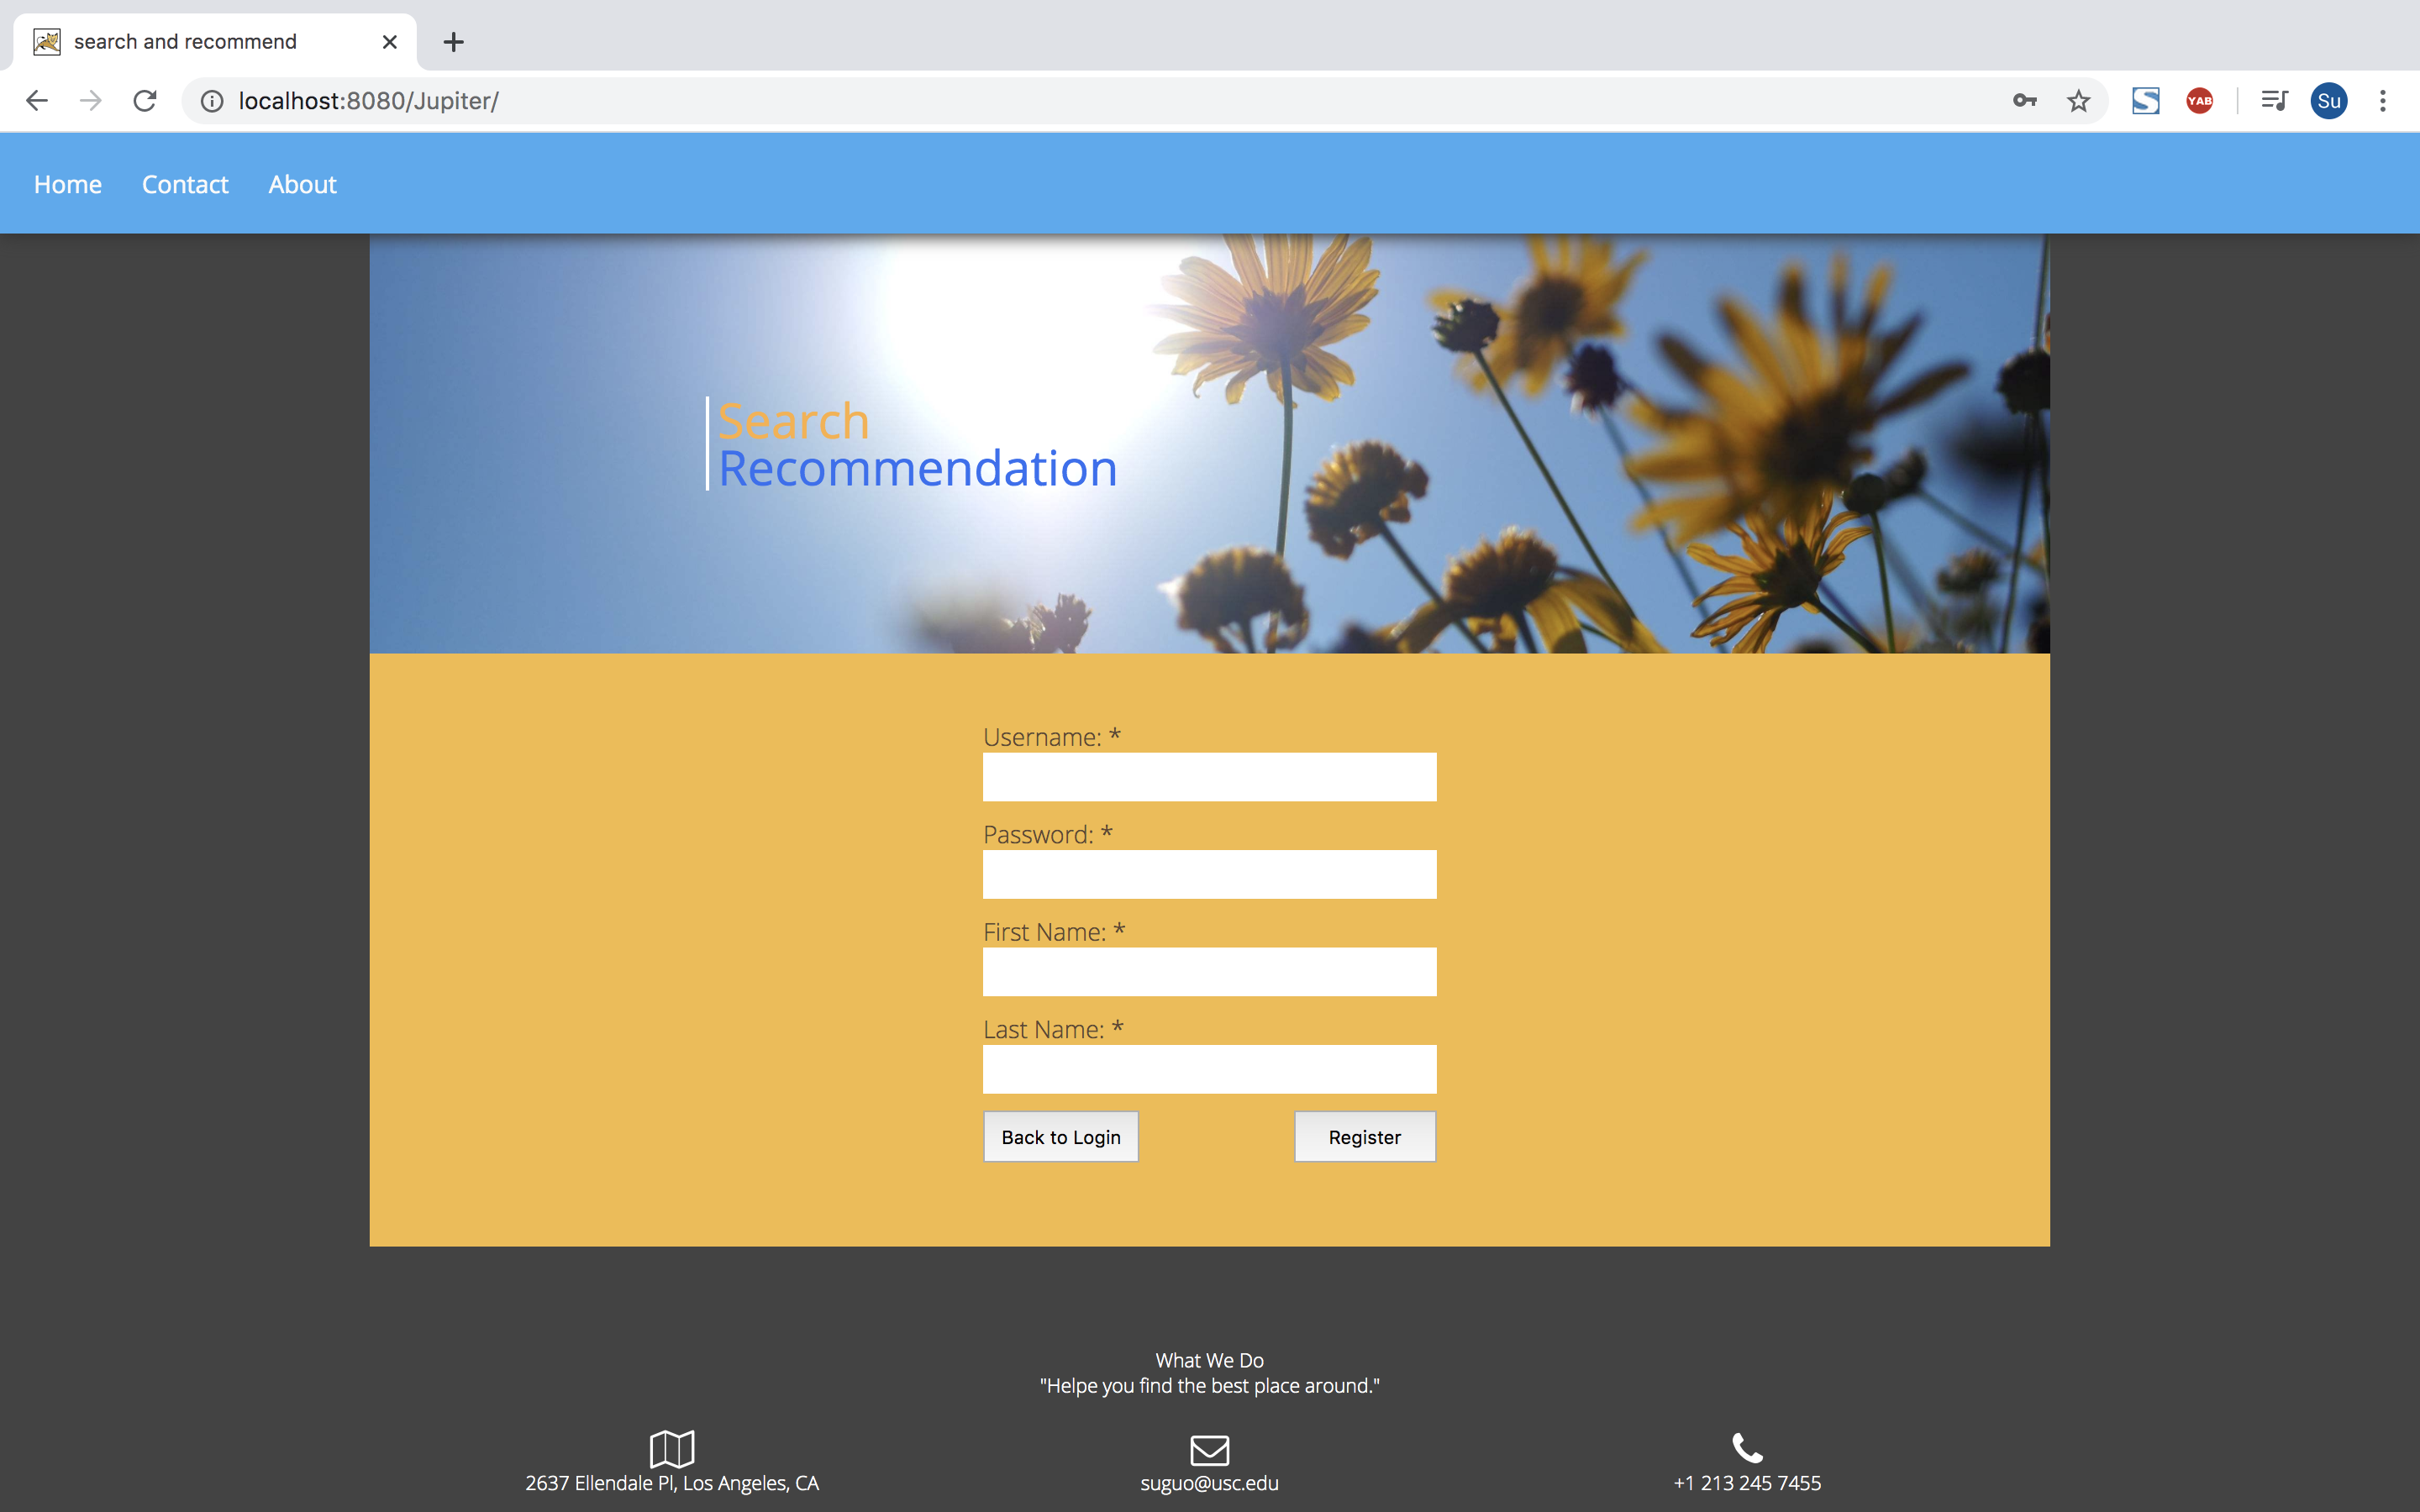 search and recommend
localhost:8080/Jupiter/
YAB
Su
Home Contact About
Search
Recommendation
Username: *
Password: *
First Name: *
Last Name: *
Back to Login Register
What We Do
"Helpe you find the best place around."
2637 Ellendale Pl, Los Angeles, CA suguo@usc.edu +1 213 245 7455